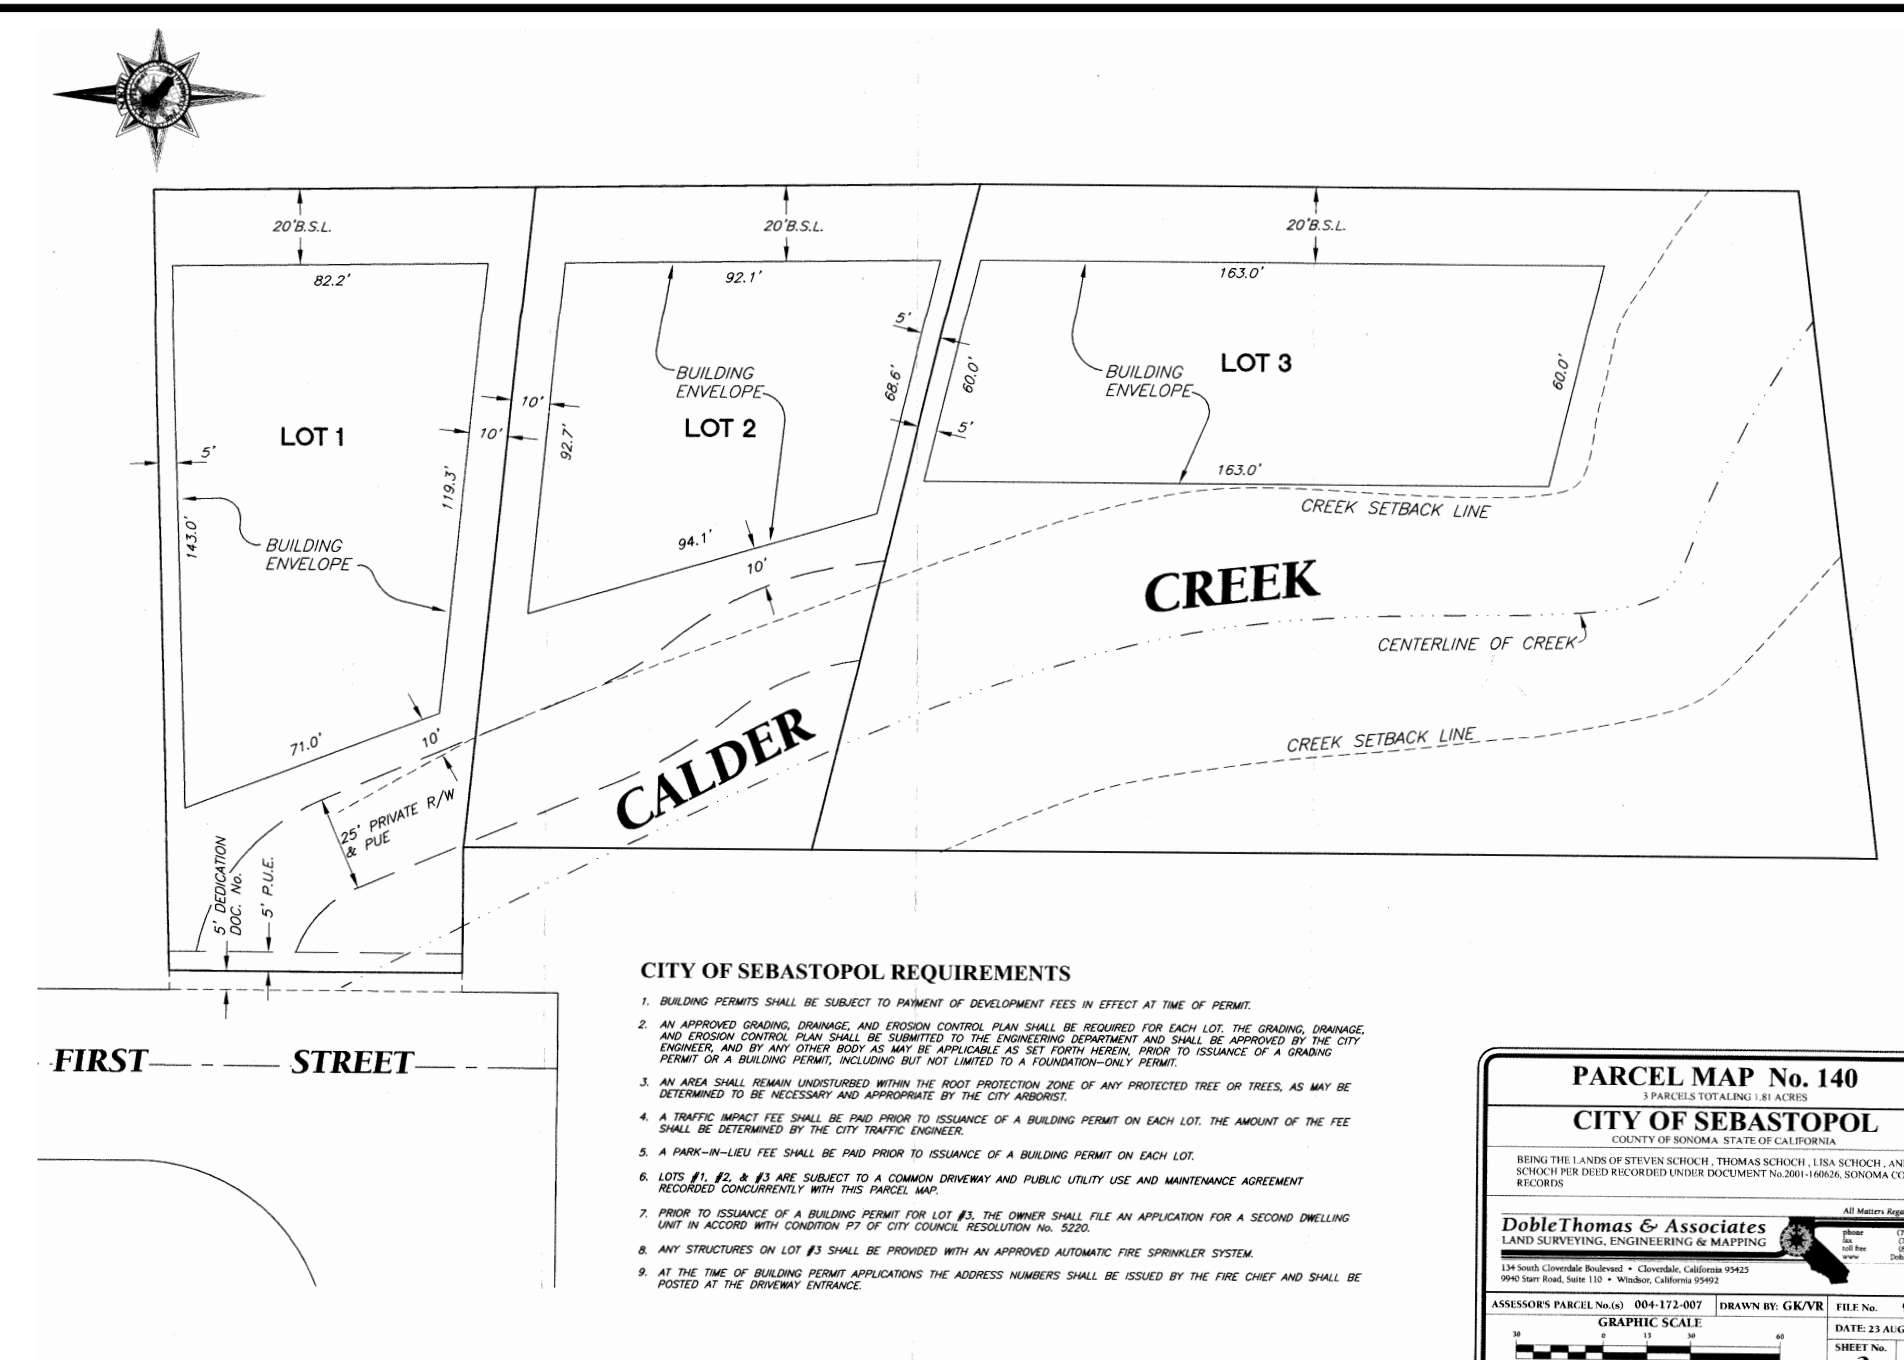 20'B.S.L.
20'B.S.L.
20'B.S.L.
82.2'
92.1'
163.0'
5'
BUILDING
ENVELOPE
68.6'
60.0'
BUILDING
ENVELOPE
LOT 3
60.0'
10'
10'
LOT 1
LOT 2
92.7'
5'
5'
119.3'
163.0'
CREEK SETBACK LINE
143.0'
BUILDING
ENVELOPE
94.1'
10'
CREEK
CENTERLINE OF CREEK
71.0'
10'
CALDER
CREEK SETBACK LINE
25' PRIVATE R/W
& PUE
5' DEDICATION
DOC. No.
5' P.U.E.
FIRST STREET
CITY OF SEBASTOPOL REQUIREMENTS
1. BUILDING PERMITS SHALL BE SUBJECT TO PAYMENT OF DEVELOPMENT FEES IN EFFECT AT TIME OF PERMIT.
2. AN APPROVED GRADING, DRAINAGE, AND EROSION CONTROL PLAN SHALL BE REQUIRED FOR EACH LOT. THE GRADING, DRAINAGE,
AND EROSION CONTROL PLAN SHALL BE SUBMITTED TO THE ENGINEERING DEPARTMENT AND SHALL BE APPROVED BY THE CITY
ENGINEER, AND BY ANY OTHER BODY AS MAY BE APPLICABLE AS SET FORTH HEREIN, PRIOR TO ISSUANCE OF A GRADING
PERMIT OR A BUILDING PERMIT, INCLUDING BUT NOT LIMITED TO A FOUNDATION-ONLY PERMIT.
3. AN AREA SHALL REMAIN UNDISTURBED WITHIN THE ROOT PROTECTION ZONE OF ANY PROTECTED TREE OR TREES, AS MAY BE
DETERMINED TO BE NECESSARY AND APPROPRIATE BY THE CITY ARBORIST.
4. A TRAFFIC IMPACT FEE SHALL BE PAID PRIOR TO ISSUANCE OF A BUILDING PERMIT ON EACH LOT. THE AMOUNT OF THE FEE
SHALL BE DETERMINED BY THE CITY TRAFFIC ENGINEER.
5. A PARK-IN-LIEU FEE SHALL BE PAID PRIOR TO ISSUANCE OF A BUILDING PERMIT ON EACH LOT.
6. LOTS #1, #2, & #3 ARE SUBJECT TO A COMMON DRIVEWAY AND PUBLIC UTILITY USE AND MAINTENANCE AGREEMENT
RECORDED CONCURRENTLY WITH THIS PARCEL MAP.
7. PRIOR TO ISSUANCE OF A BUILDING PERMIT FOR LOT #3, THE OWNER SHALL FILE AN APPLICATION FOR A SECOND DWELLING
UNIT IN ACCORD WITH CONDITION P7 OF CITY COUNCIL RESOLUTION No. 5220.
8. ANY STRUCTURES ON LOT #3 SHALL BE PROVIDED WITH AN APPROVED AUTOMATIC FIRE SPRINKLER SYSTEM.
9. AT THE TIME OF BUILDING PERMIT APPLICATIONS THE ADDRESS NUMBERS SHALL BE ISSUED BY THE FIRE CHIEF AND SHALL BE
POSTED AT THE DRIVEWAY ENTRANCE.
PARCEL MAP No. 140
3 PARCELS TOTALING 1.81 ACRES
CITY OF SEBASTOPOL
COUNTY OF SONOMA STATE OF CALIFORNIA
BEING THE LANDS OF STEVEN SCHOCH , THOMAS SCHOCH , LISA SCHOCH , AN
SCHOCH PER DEED RECORDED UNDER DOCUMENT No.2001-160626, SONOMA CO
RECORDS
All Matters Rega
DobleThomas & Associates
LAND SURVEYING, ENGINEERING & MAPPING
phone
fax
toll free
www Dob
134 South Cloverdale Boulevard • Cloverdale, California 95425
9940 Starr Road, Suite 110 • Windsor, California 95492
ASSESSOR'S PARCEL No.(s) 004-172-007 DRAWN BY: GK/VR FILE No.
GRAPHIC SCALE
DATE: 23 AUG
30 0 15 30 60
SHEET No.